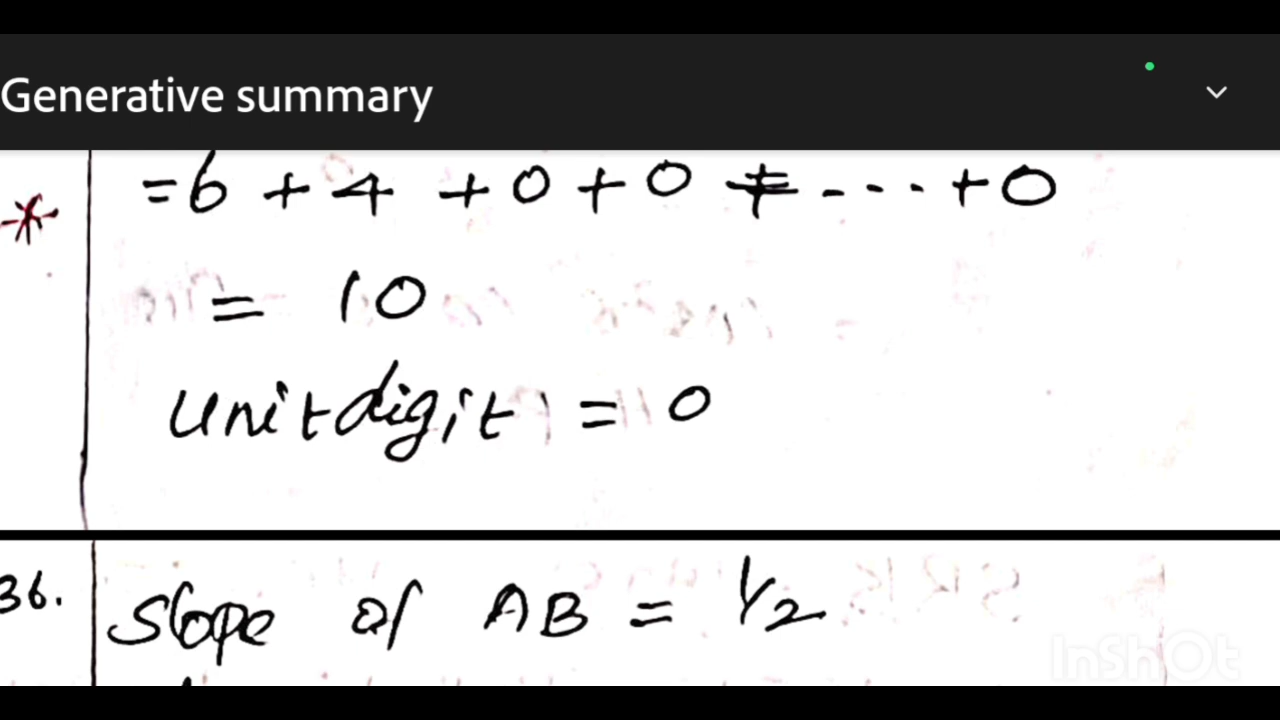 Generative summary
= 6 + 4 + 0 + 0 + - - - + 0
= 10
unit digit = 0
36.
Slope of AB = 1/2
InShOt